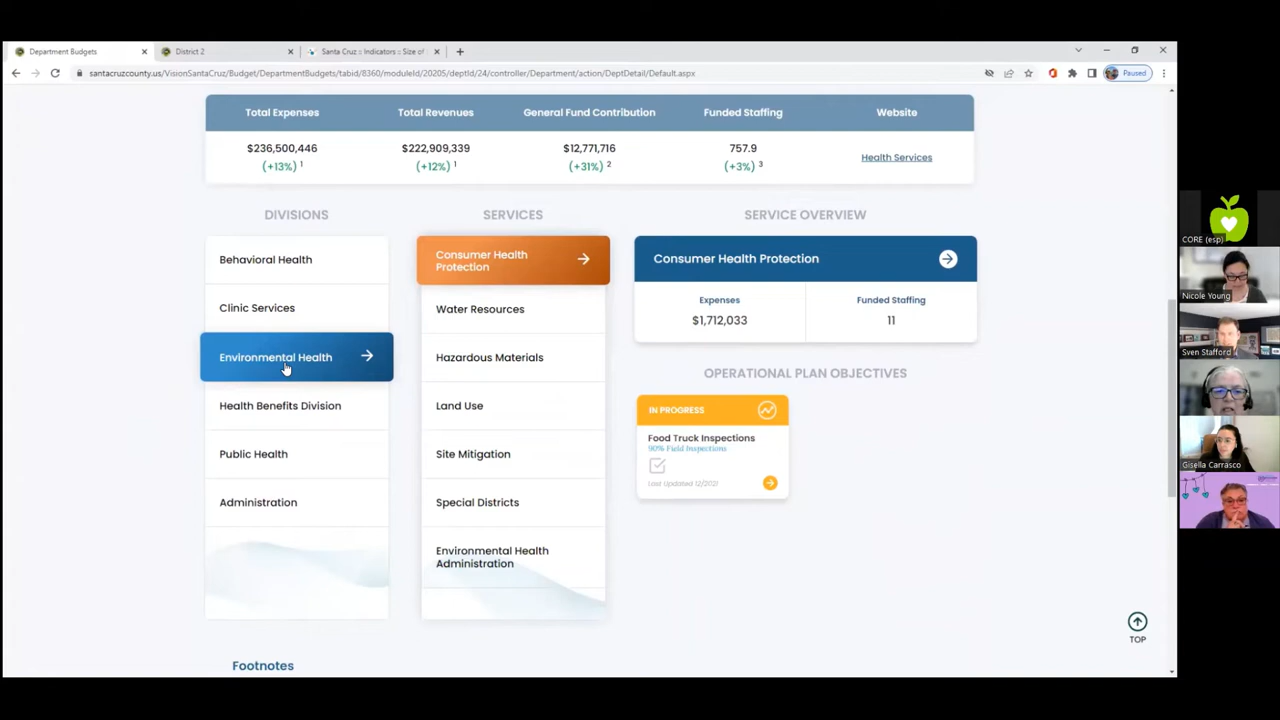 Department Budgets
District 2
Santa Cruz :: Indicators :: Size of
santacruzcounty.us/VisionSantaCruz/Budget/DepartmentBudgets/tabid/8360/moduleId/20205/deptId/24/controller/Department/action/DeptDetail/Default.aspx
Paused
Total Expenses
Total Revenues
General Fund Contribution
Funded Staffing
Website
$236,500,446
$222,909,339
$12,771,716
757.9
Health Services
(+13%) 1
(+12%) 1
(+31%) 2
(+3%) 3
DIVISIONS
SERVICES
SERVICE OVERVIEW
Behavioral Health
Clinic Services
Environmental Health
Health Benefits Division
Public Health
Administration
Consumer Health
Protection
Water Resources
Hazardous Materials
Land Use
Site Mitigation
Special Districts
Environmental Health
Administration
Consumer Health Protection
Expenses
Funded Staffing
$1,712,033
11
OPERATIONAL PLAN OBJECTIVES
IN PROGRESS
Food Truck Inspections
90% Field Inspections
Last Updated 12/2021
TOP
Footnotes
CORE (esp)
Nicole Young
Sven Stafford
Gisella Carrasco